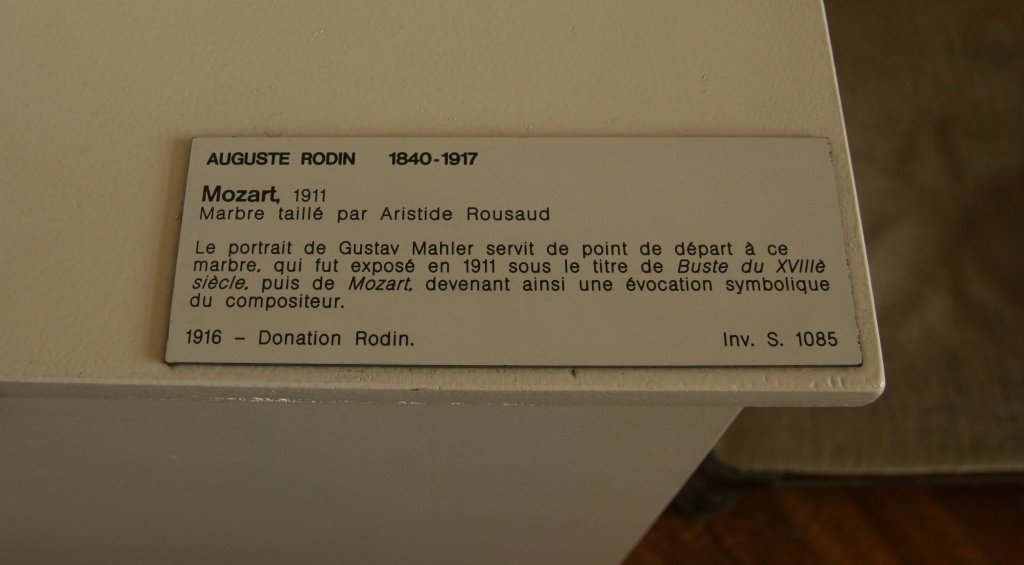 AUGUSTE RODIN 1840-1917
Mozart, 1911
Marbre taillé par Aristide Rousaud
Le portrait de Gustav Mahler servit de point de départ à ce
marbre, qui fut exposé en 1911 sous le titre de Buste du XVIIIè
siècle, puis de Mozart, devenant ainsi une évocation symbolique
du compositeur.
1916 – Donation Rodin. Inv. S. 1085